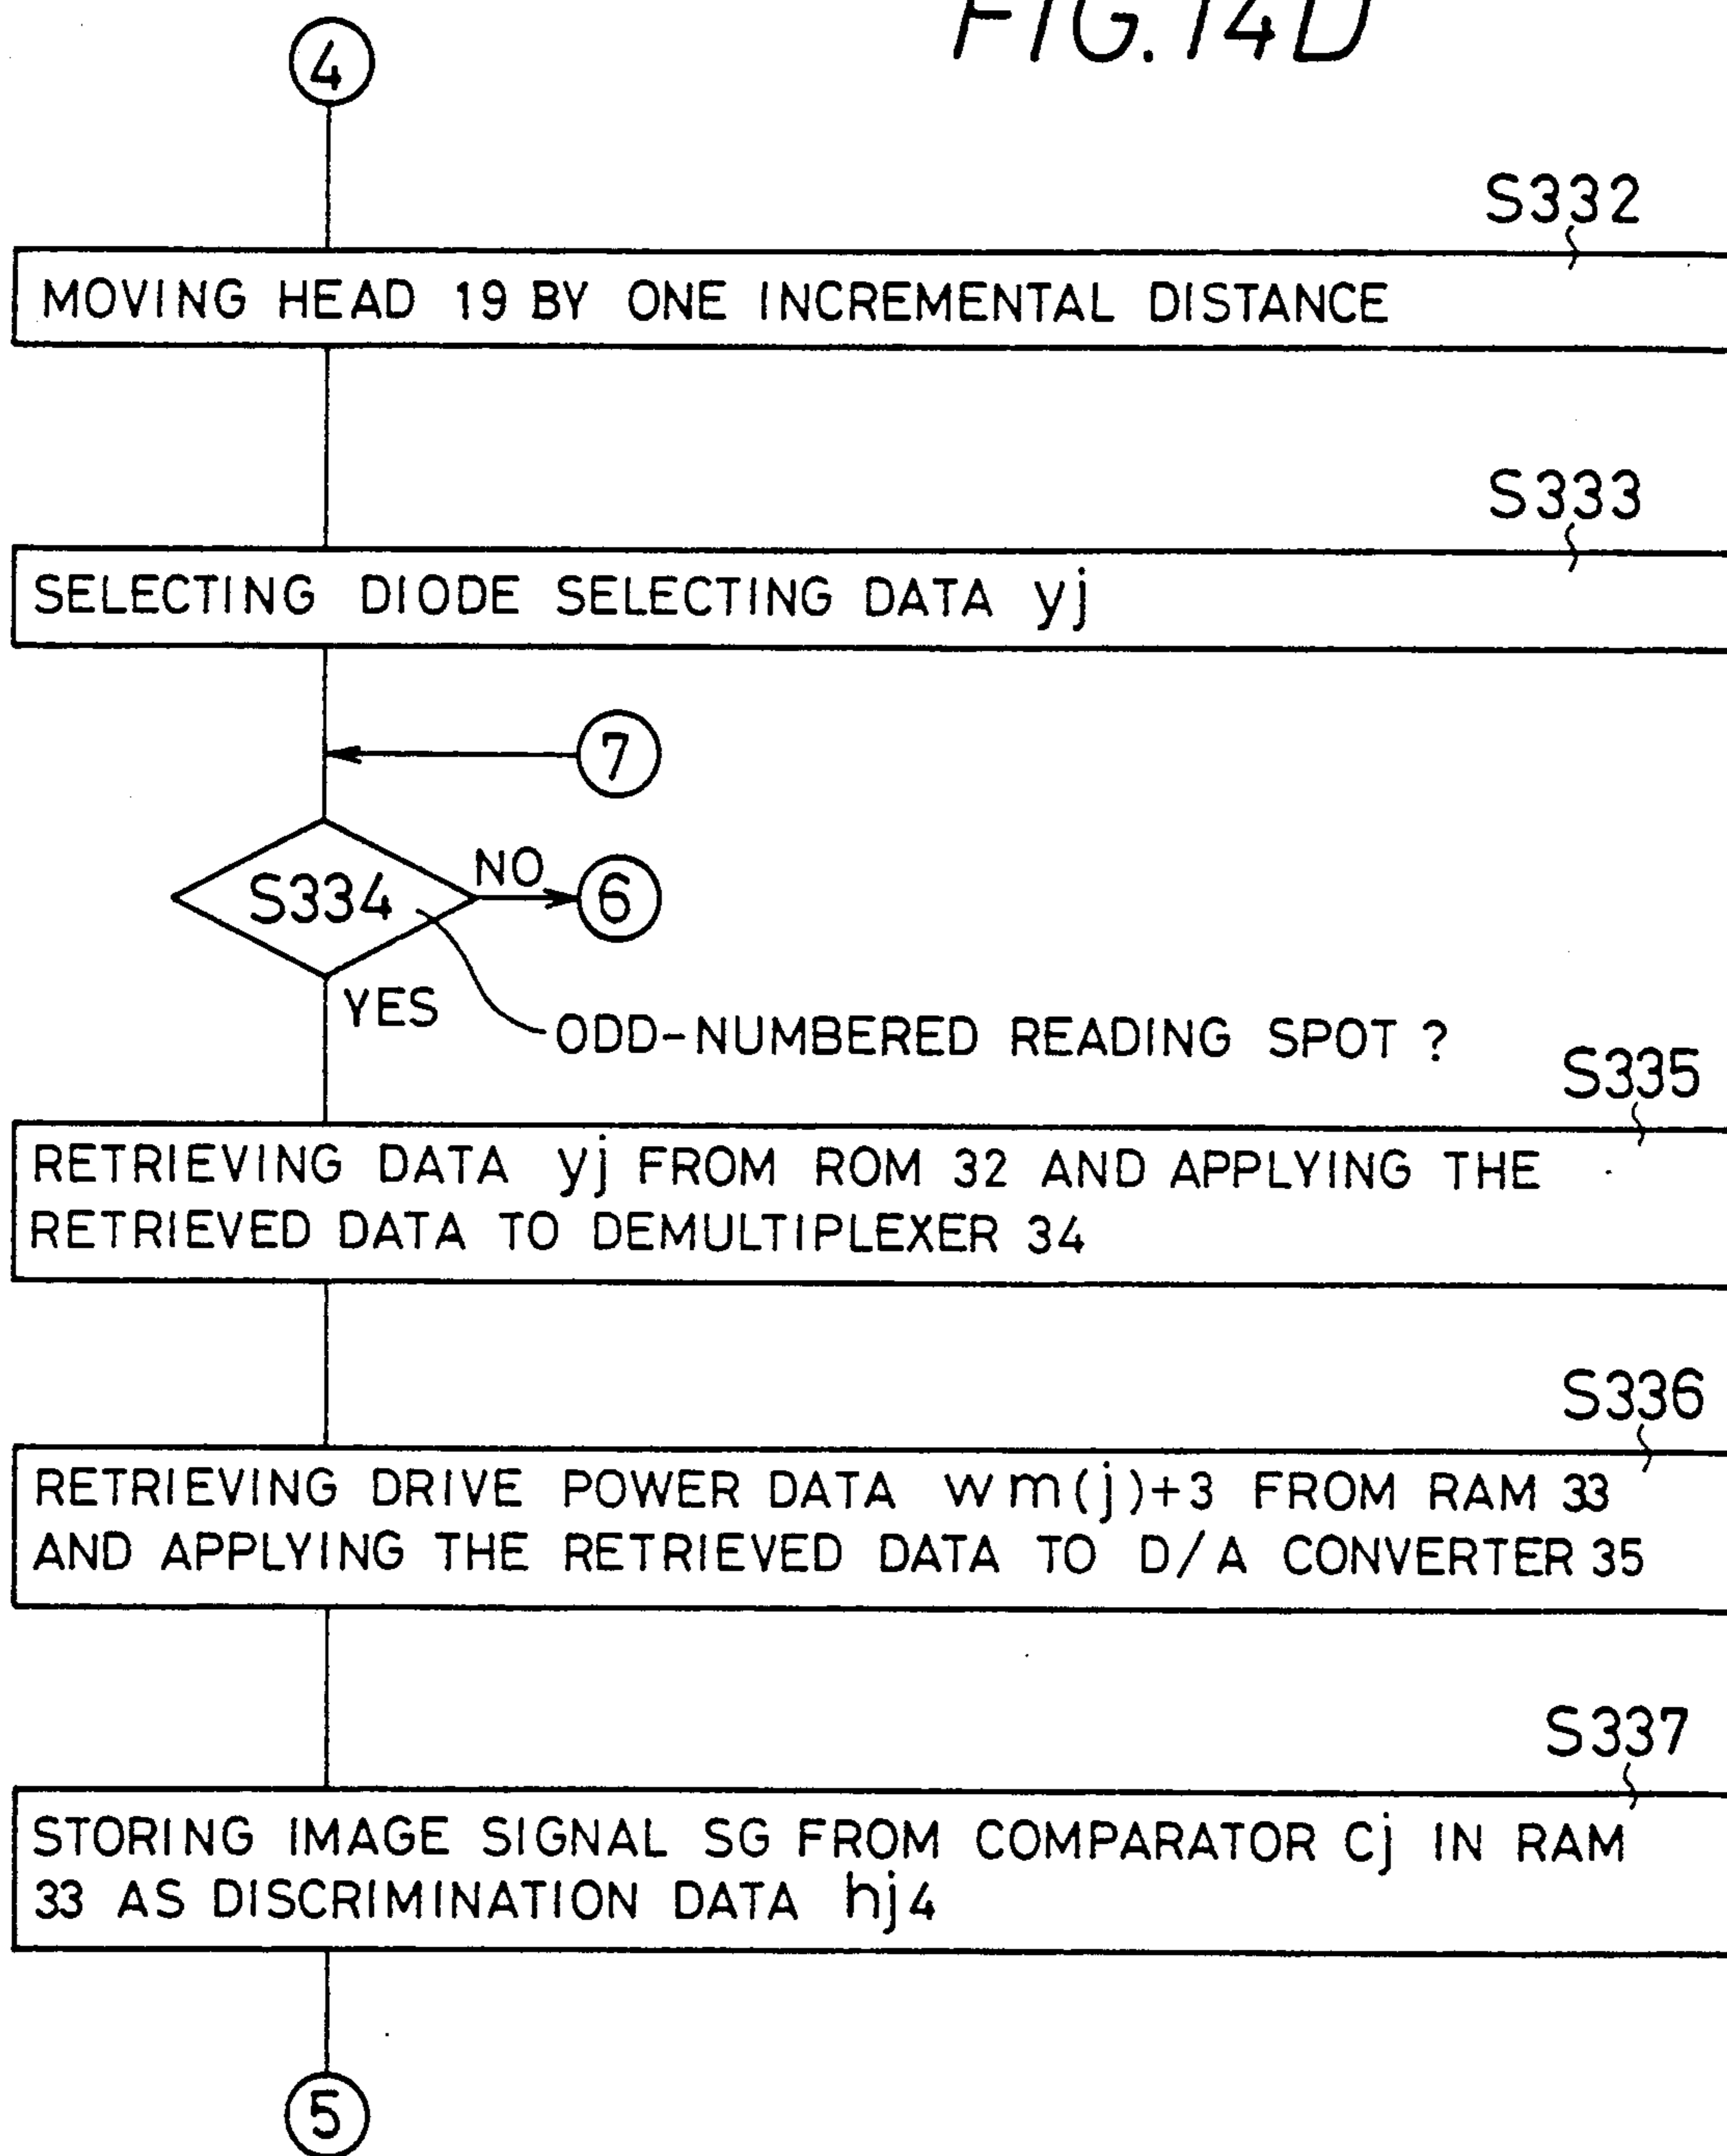 FIG. 14D
4
S332
MOVING HEAD 19 BY ONE INCREMENTAL DISTANCE
S333
SELECTING DIODE SELECTING DATA yj
7
S334
NO
6
YES
ODD-NUMBERED READING SPOT ?
S335
RETRIEVING DATA yj FROM ROM 32 AND APPLYING THE
RETRIEVED DATA TO DEMULTIPLEXER 34
S336
RETRIEVING DRIVE POWER DATA wm(j)+3 FROM RAM 33
AND APPLYING THE RETRIEVED DATA TO D/A CONVERTER 35
S337
STORING IMAGE SIGNAL SG FROM COMPARATOR Cj IN RAM
33 AS DISCRIMINATION DATA hj4
5